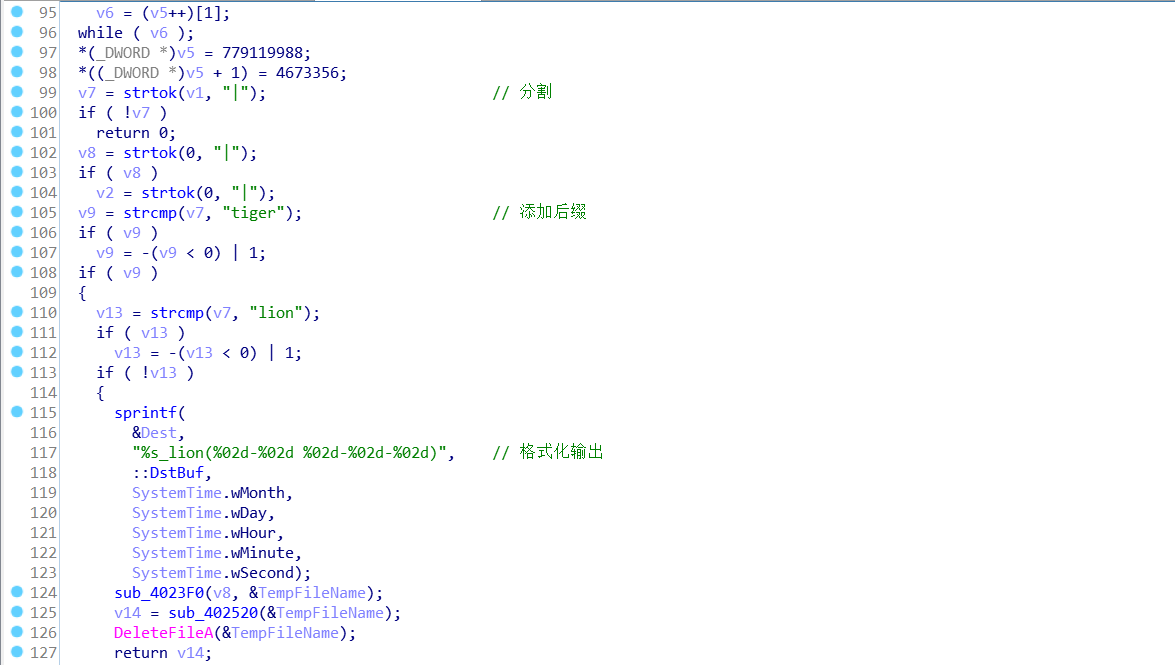 95 v6 = (v5++)[1];
96 while ( v6 );
97 *(_DWORD *)v5 = 779119988;
98 *((_DWORD *)v5 + 1) = 4673356;
99 v7 = strtok(v1, "|"); // 分割
100 if ( !v7 )
101 return 0;
102 v8 = strtok(0, "|");
103 if ( v8 )
104 v2 = strtok(0, "|");
105 v9 = strcmp(v7, "tiger"); // 添加后缀
106 if ( v9 )
107 v9 = -(v9 < 0) | 1;
108 if ( v9 )
109 {
110 v13 = strcmp(v7, "lion");
111 if ( v13 )
112 v13 = -(v13 < 0) | 1;
113 if ( !v13 )
114 {
115 sprintf(
116 &Dest,
117 "%s_lion(%02d-%02d %02d-%02d-%02d)", // 格式化输出
118 ::DstBuf,
119 SystemTime.wMonth,
120 SystemTime.wDay,
121 SystemTime.wHour,
122 SystemTime.wMinute,
123 SystemTime.wSecond);
124 sub_4023F0(v8, &TempFileName);
125 v14 = sub_402520(&TempFileName);
126 DeleteFileA(&TempFileName);
127 return v14;